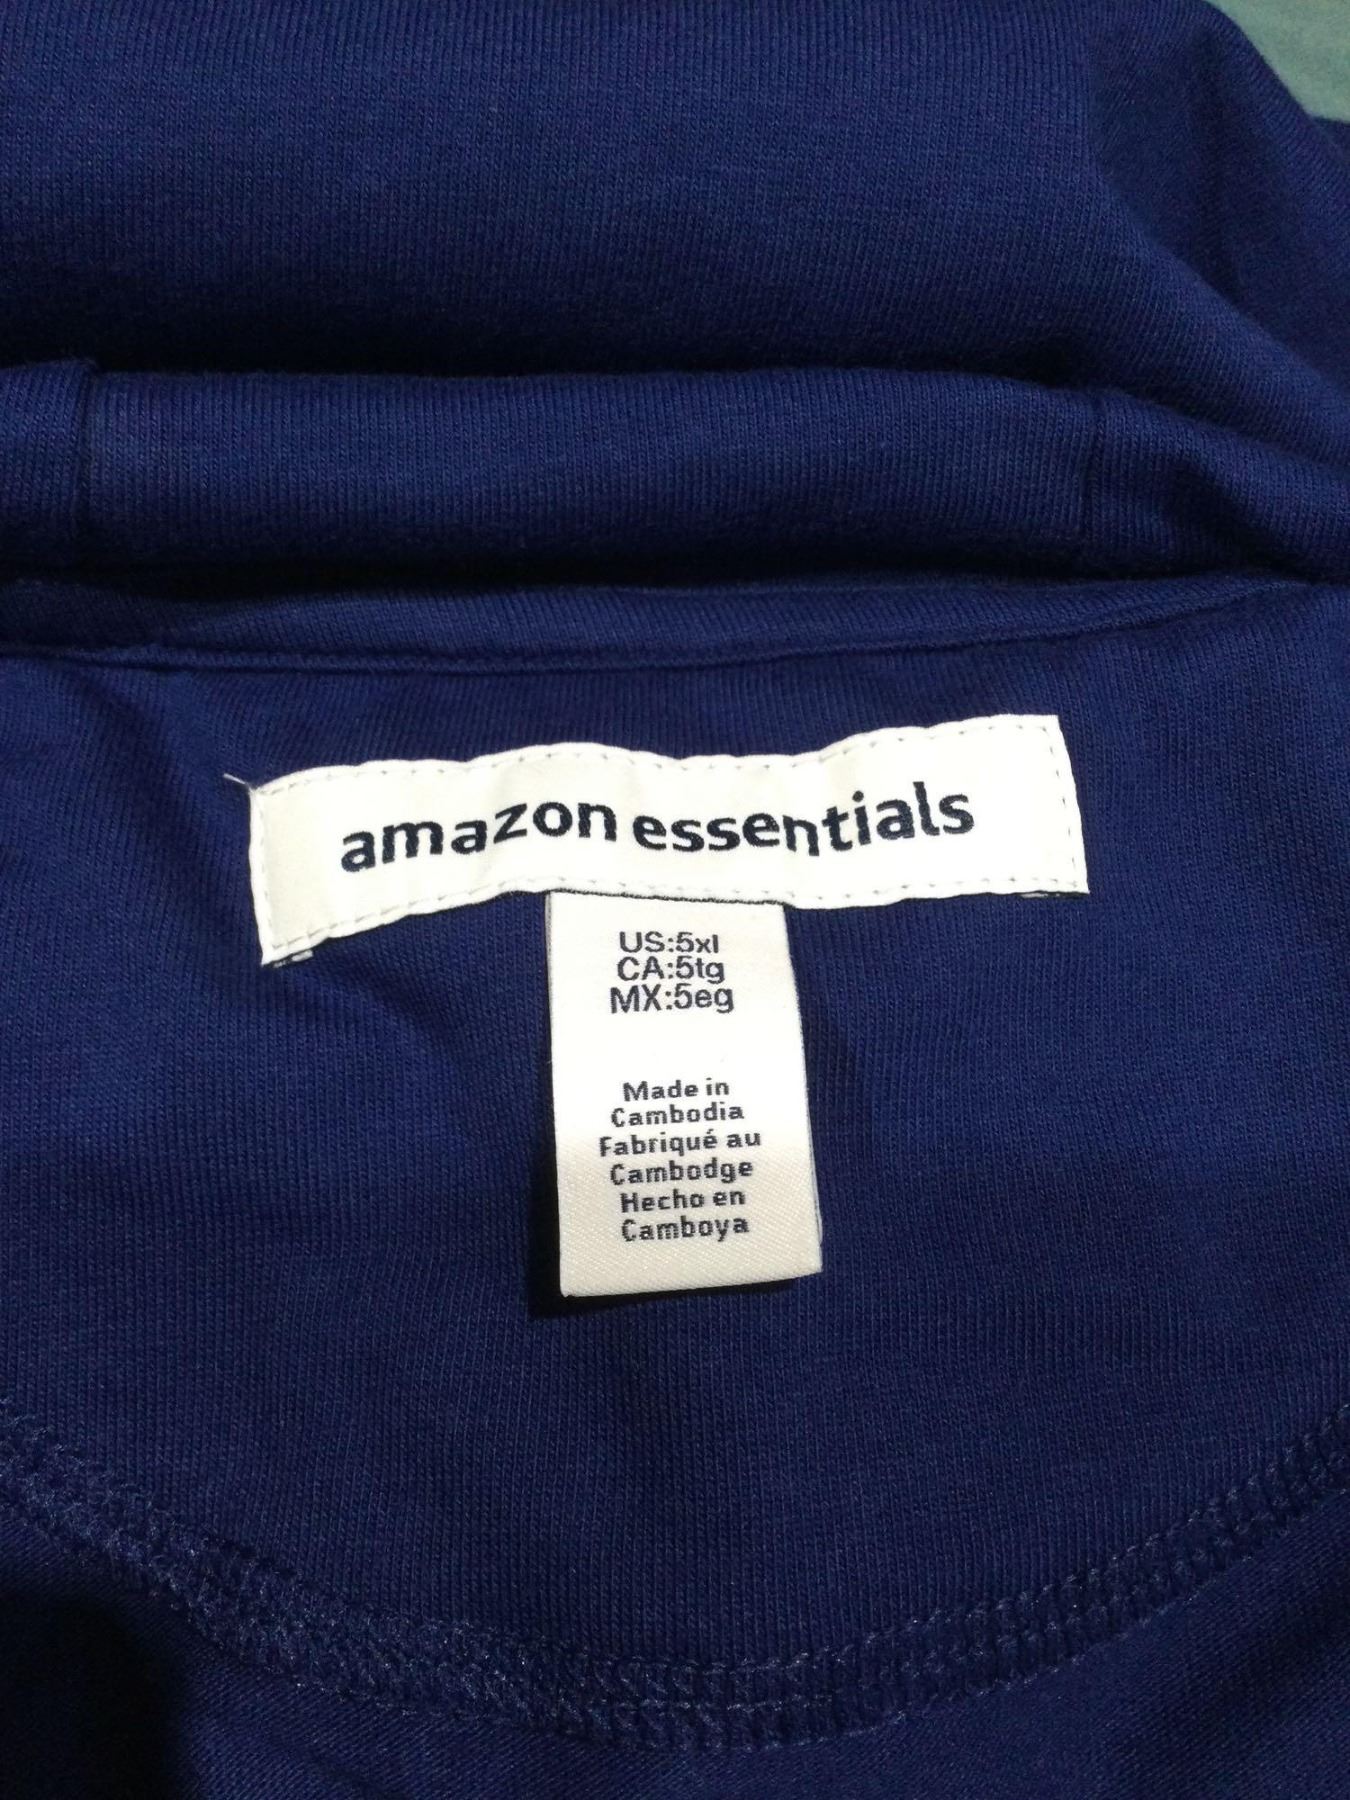 amazon essentials
US:5xl
CA:5tg
MX:5eg
Made in
Cambodia
Fabriqué au
Cambodge
Hecho en
Camboya